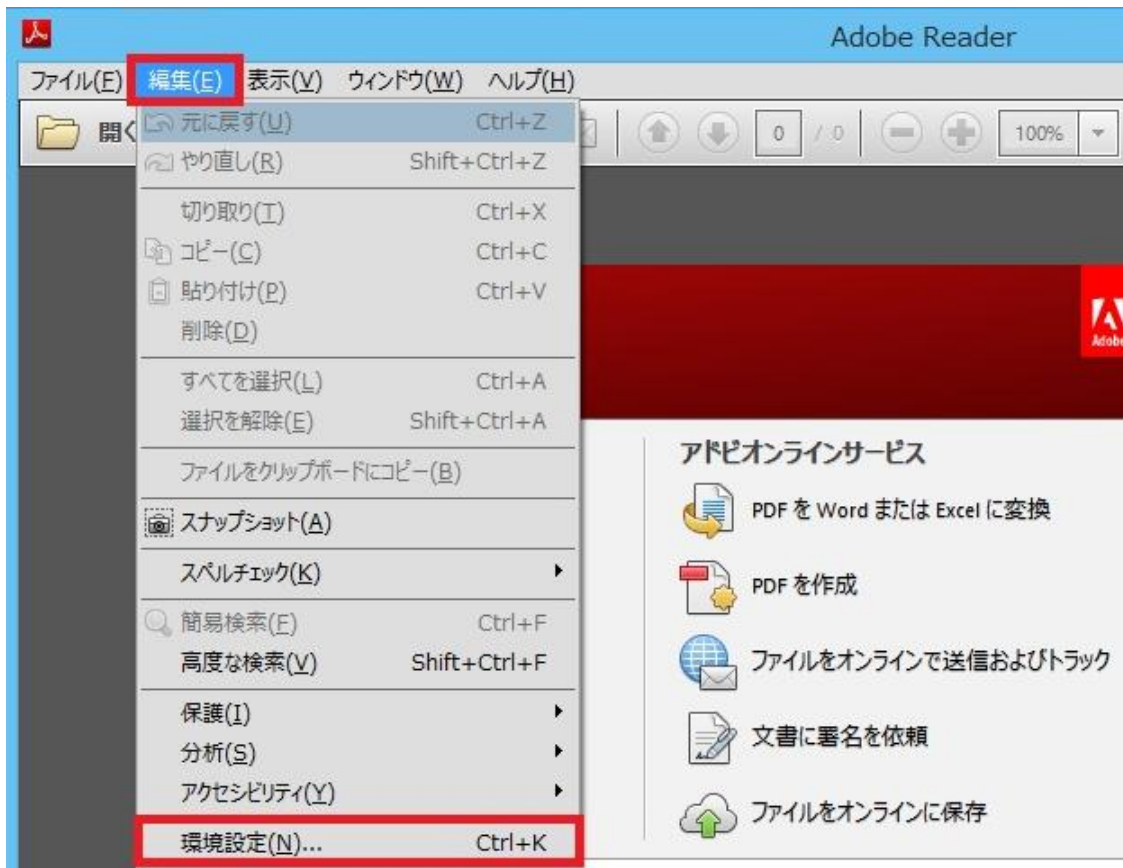 Adobe Reader
ファイル(F) 編集(E) 表示(V) ウィンドウ(W) ヘルプ(H)
開く 0 / 0 100%
元に戻す(U) Ctrl+Z
やり直し(R) Shift+Ctrl+Z
切り取り(T) Ctrl+X
コピー(C) Ctrl+C
貼り付け(P) Ctrl+V
削除(D)
すべてを選択(L) Ctrl+A
選択を解除(E) Shift+Ctrl+A
ファイルをクリップボードにコピー(B)
スナップショット(A)
スペルチェック(K)
簡易検索(F) Ctrl+F
高度な検索(V) Shift+Ctrl+F
保護(I)
分析(S)
アクセシビリティ(Y)
環境設定(N)... Ctrl+K
Adobe
アドビオンラインサービス
PDF を Word または Excel に変換
PDF を作成
ファイルをオンラインで送信およびトラック
文書に署名を依頼
ファイルをオンラインに保存